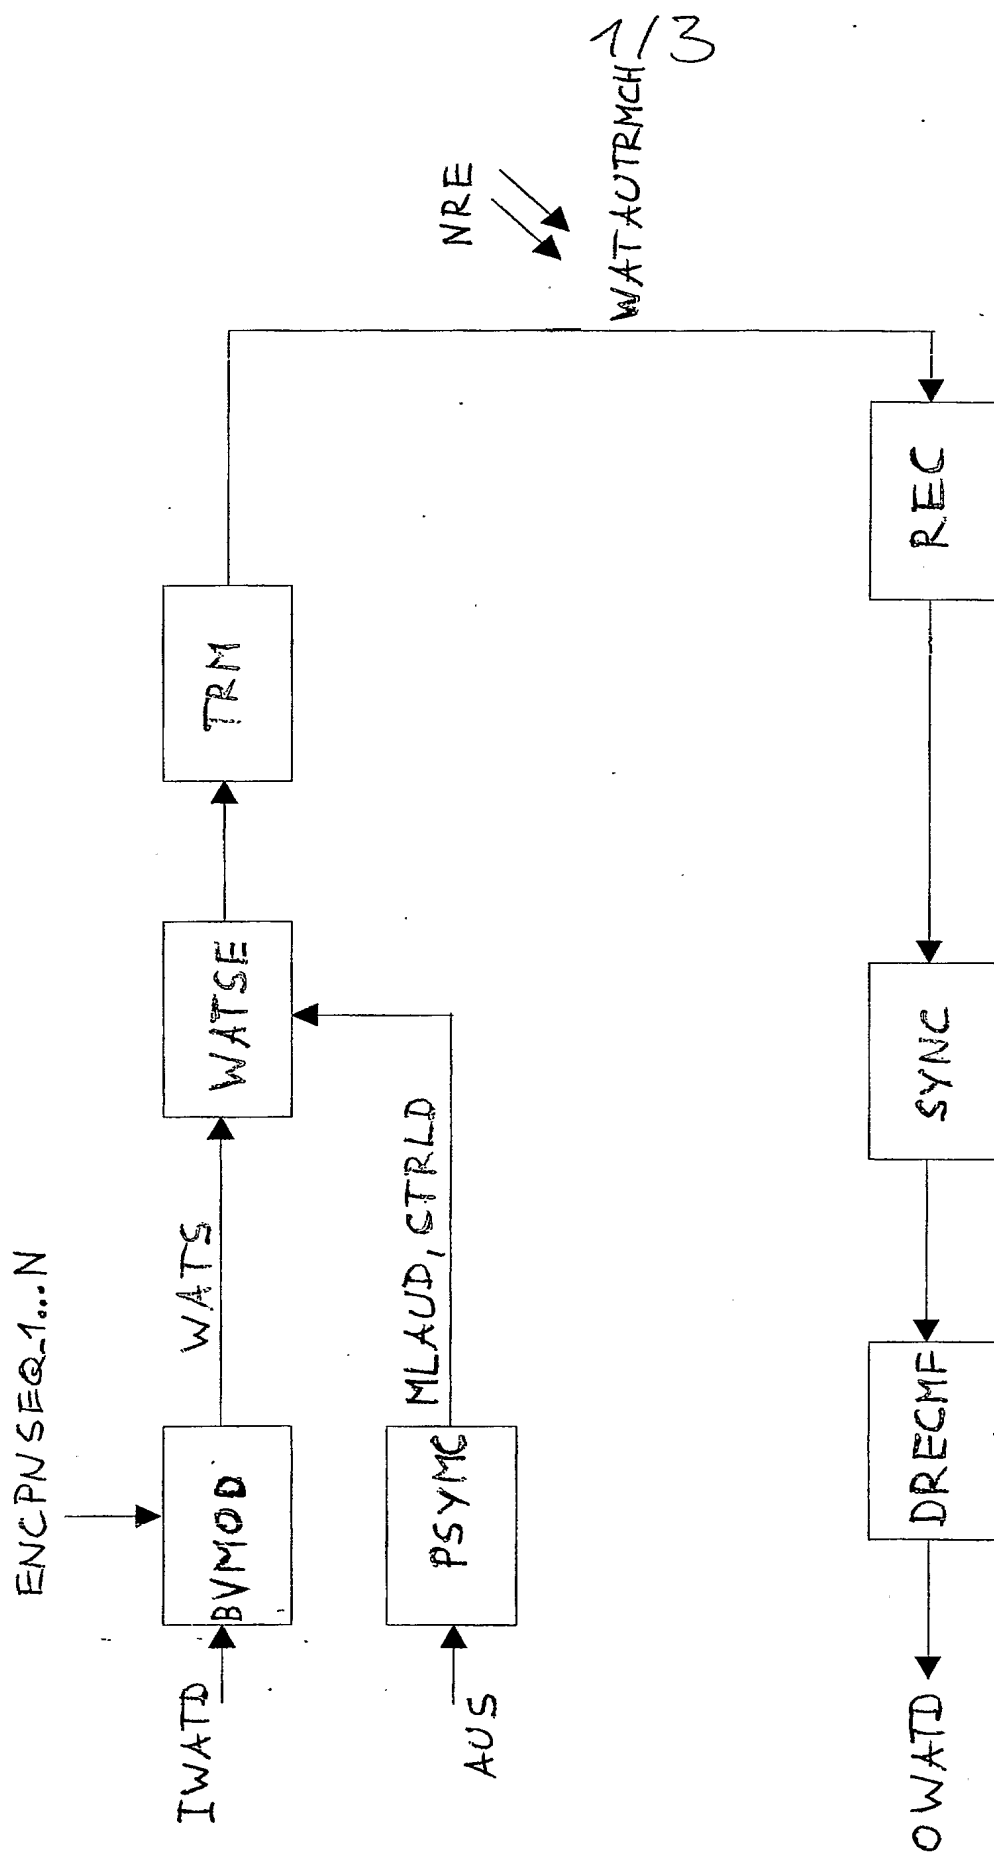 1/3
ENCPNSEQ_1...N
IWATD
BVMOD
WATS
WATSE
TRM
NRE
WATAUTRMCH
AUS
PSYMC
MLAUD, CTRLD
OWATD
DRECMF
SYNC
REC